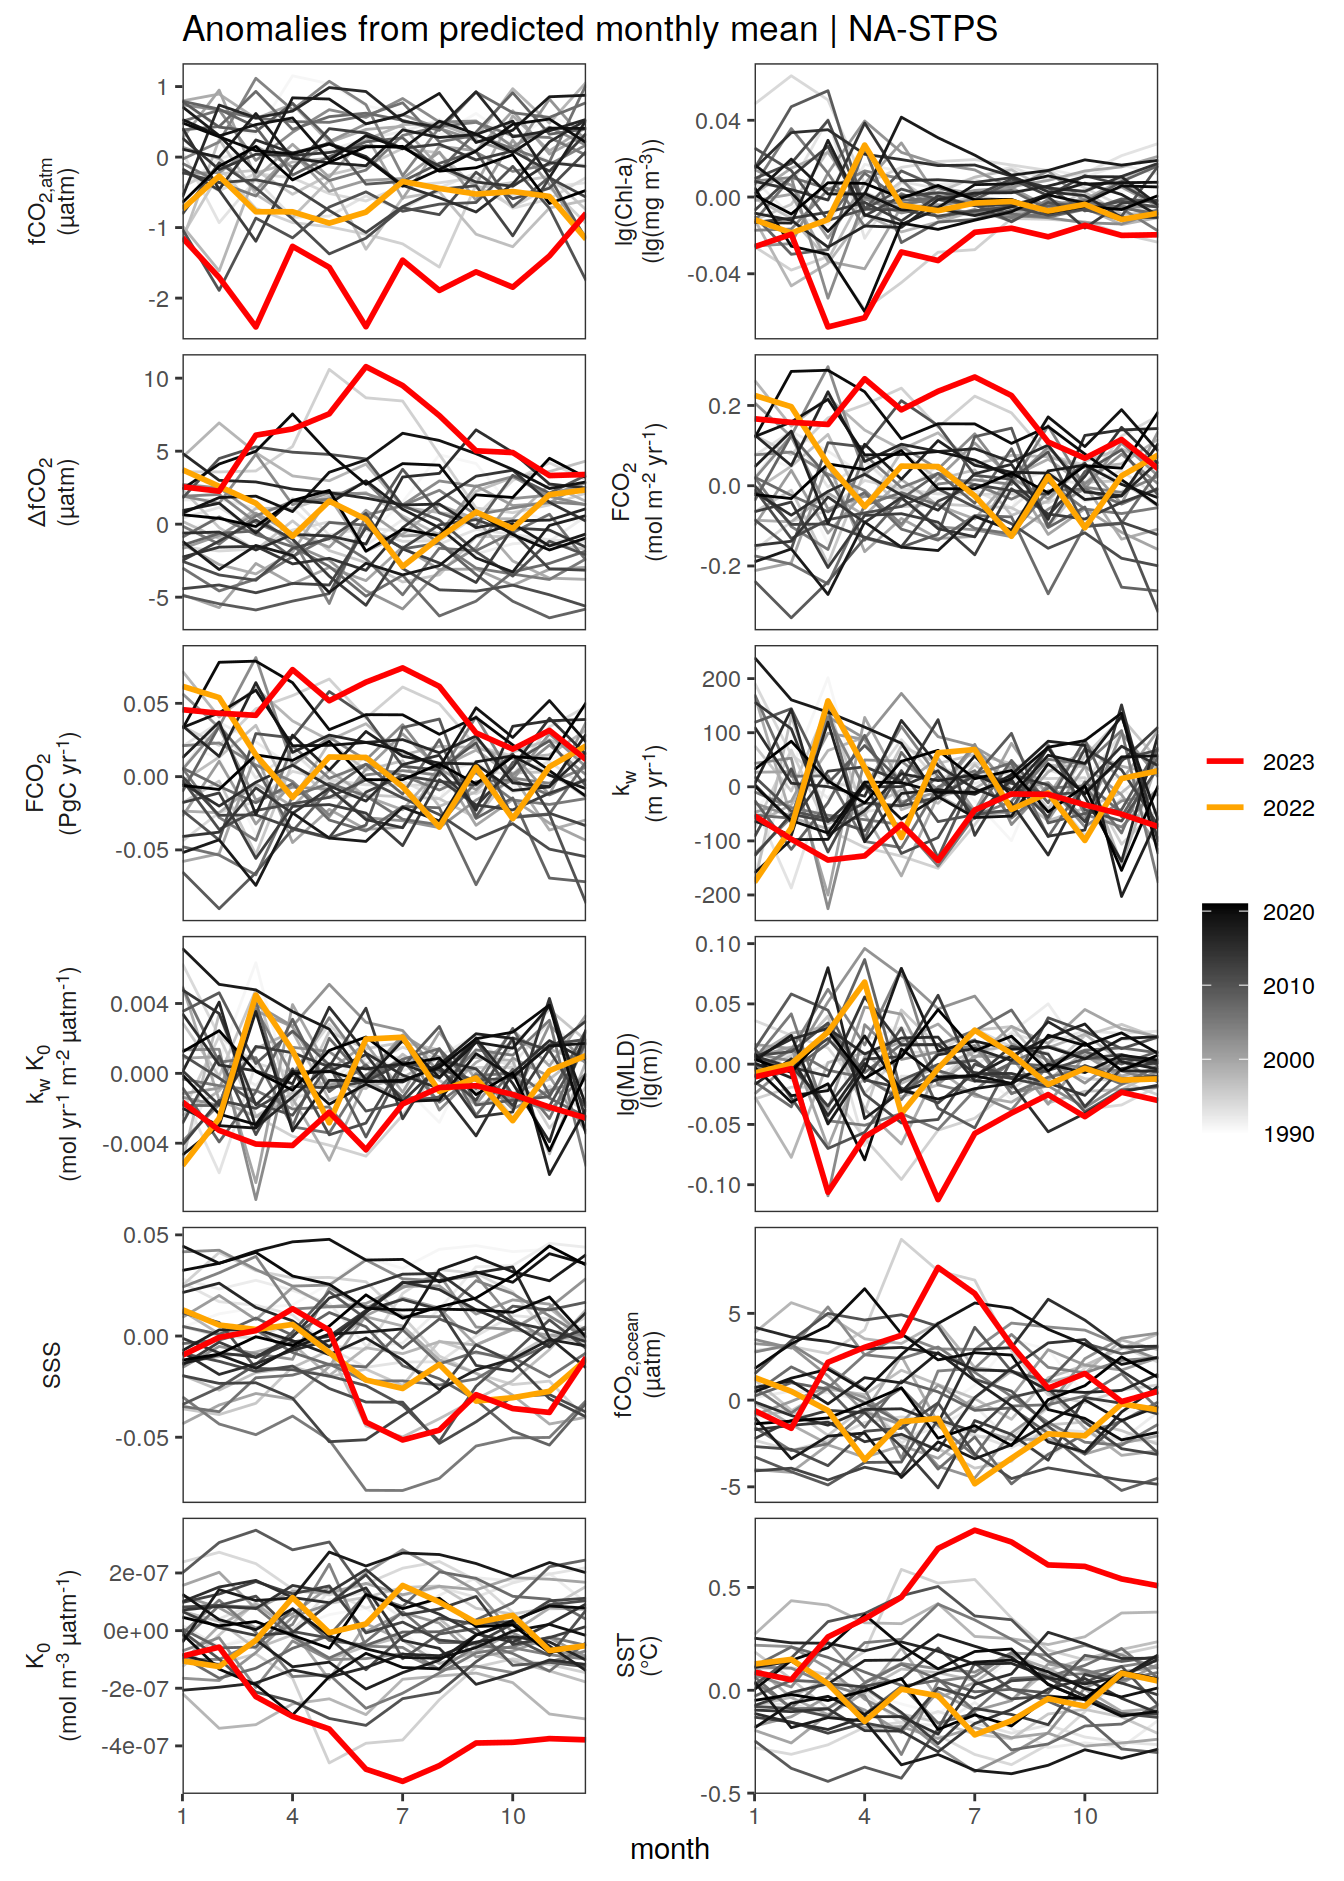 Anomalies from predicted monthly mean | NA-STPS
fCO2,atm
(µatm)
1
0
-1
-2
lg(Chl-a)
(lg(mg m-3))
0.04
0.00
-0.04
ΔfCO2
(µatm)
10
5
0
-5
FCO2
(mol m-2 yr-1)
0.2
0.0
-0.2
FCO2
(PgC yr-1)
0.05
0.00
-0.05
kw
(m yr-1)
200
100
0
-100
-200
kw K0
(mol yr-1 m-2 µatm-1)
0.004
0.000
-0.004
lg(MLD)
(lg(m))
0.10
0.05
0.00
-0.05
-0.10
SSS
0.05
0.00
-0.05
fCO2,ocean
(µatm)
5
0
-5
K0
(mol m-3 µatm-1)
2e-07
0e+00
-2e-07
-4e-07
SST
(°C)
0.5
0.0
-0.5
1 4 7 10
1 4 7 10
month
2023
2022
2020
2010
2000
1990